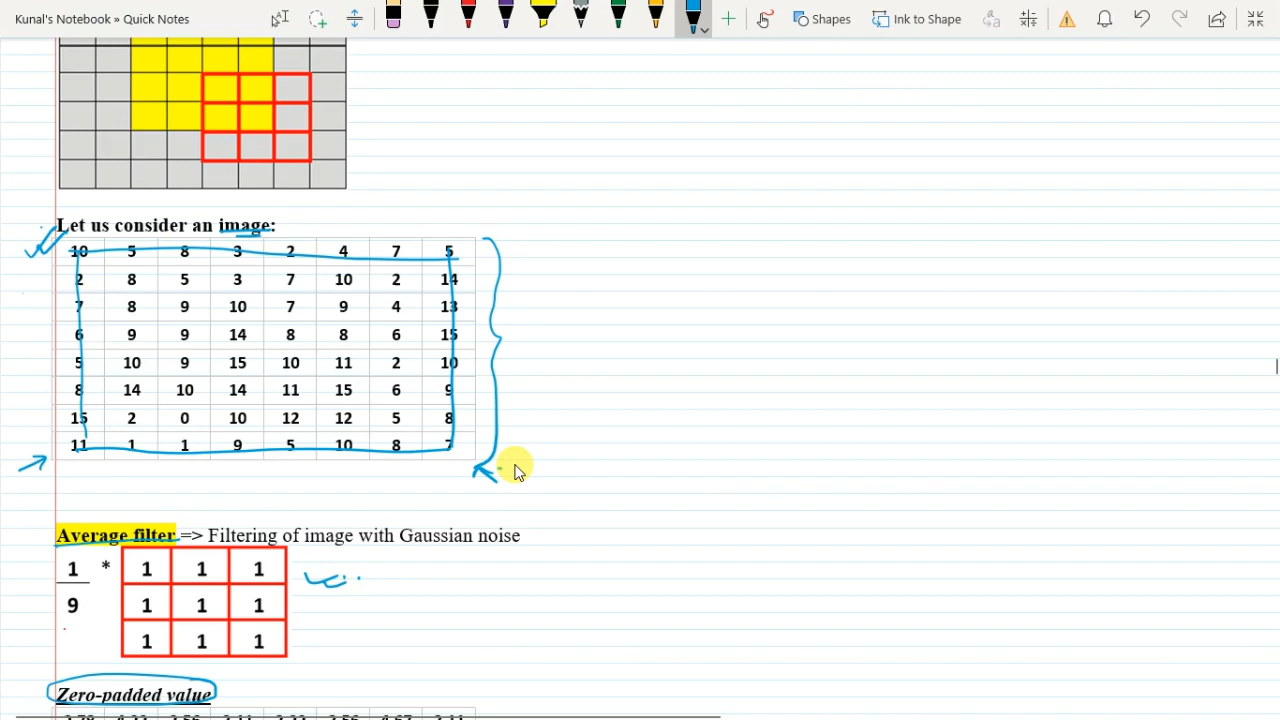 Kunal's Notebook » Quick Notes
Shapes
Ink to Shape
Let us consider an image:
10 5 8 3 2 4 7 5
2 8 5 3 7 10 2 14
7 8 9 10 7 9 4 13
6 9 9 14 8 8 6 15
5 10 9 15 10 11 2 10
8 14 10 14 11 15 6 9
15 2 0 10 12 12 5 8
11 1 1 9 5 10 8 7
Average filter => Filtering of image with Gaussian noise
1 * 1 1 1
9 1 1 1
1 1 1
Zero-padded value